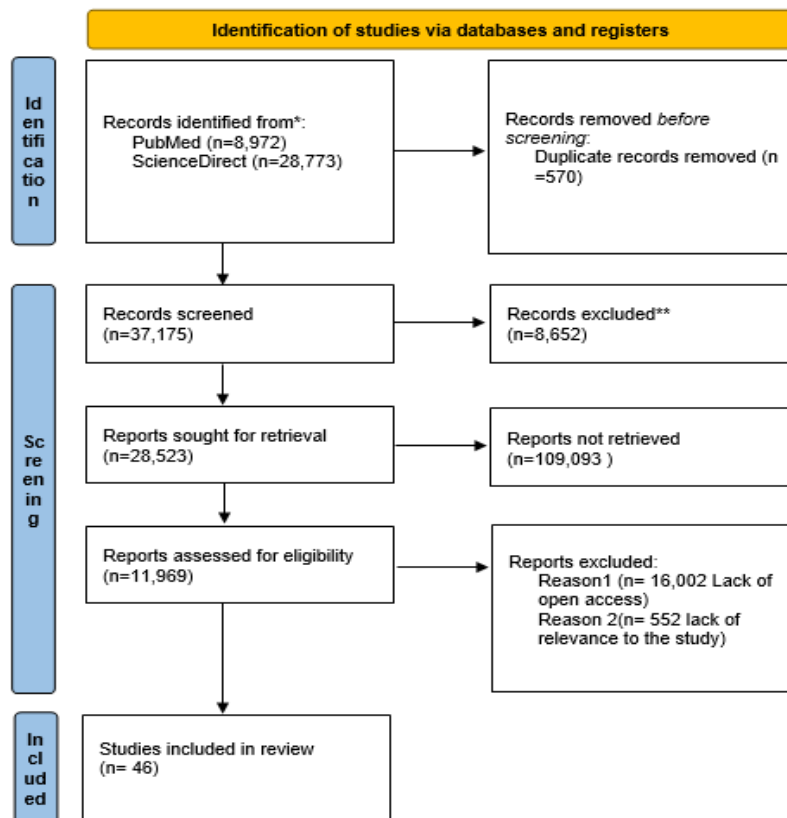 Identification of studies via databases and registers
Id
en
tifi
ca
tio
n
Records identified from*:
PubMed (n=8,972)
ScienceDirect (n=28,773)
Records removed before
screening:
Duplicate records removed (n
=570)
Sc
re
en
in
g
Records screened
(n=37,175)
Records excluded**
(n=8,652)
Reports sought for retrieval
(n=28,523)
Reports not retrieved
(n=109,093 )
Reports assessed for eligibility
(n=11,969)
Reports excluded:
Reason1 (n= 16,002 Lack of
open access)
Reason 2(n= 552 lack of
relevance to the study)
In
cl
ud
ed
Studies included in review
(n= 46)